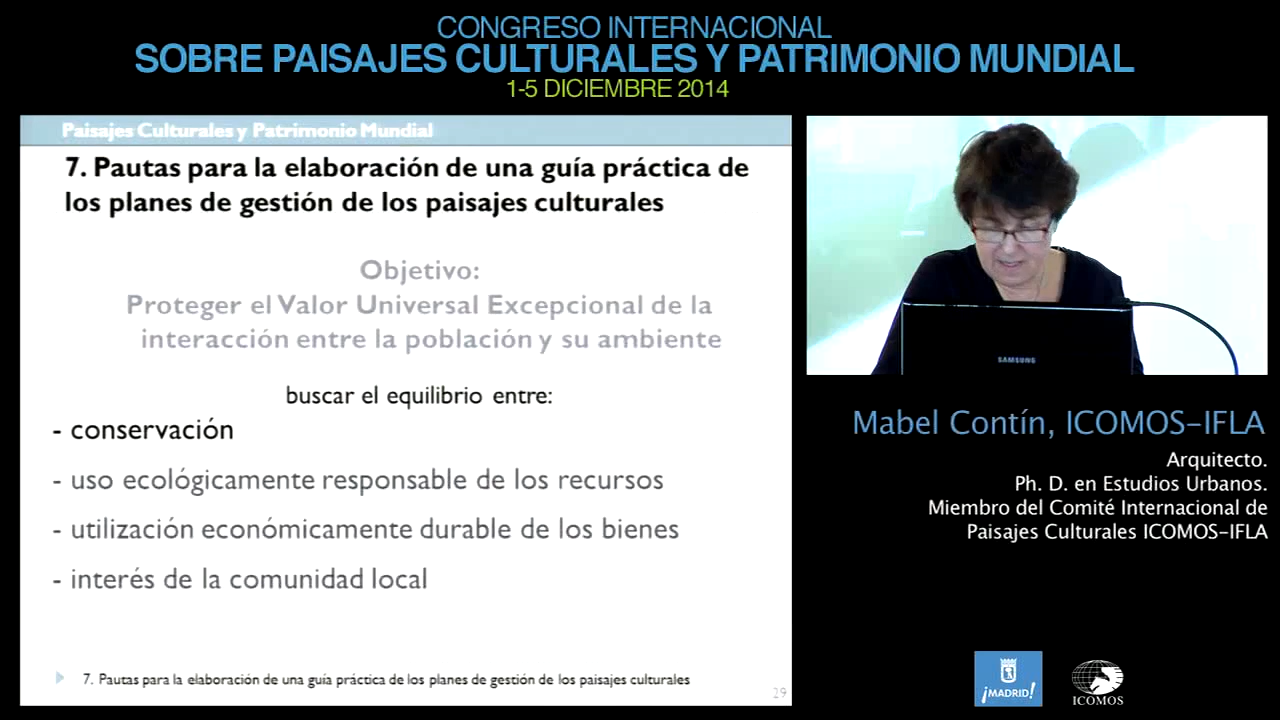 CONGRESO INTERNACIONAL
SOBRE PAISAJES CULTURALES Y PATRIMONIO MUNDIAL
1-5 DICIEMBRE 2014
Paisajes Culturales y Patrimonio Mundial
7. Pautas para la elaboración de una guía práctica de
los planes de gestión de los paisajes culturales
Objetivo:
Proteger el Valor Universal Excepcional de la
interacción entre la población y su ambiente
buscar el equilibrio entre:
- conservación
- uso ecológicamente responsable de los recursos
- utilización económicamente durable de los bienes
- interés de la comunidad local
7. Pautas para la elaboración de una guía práctica de los planes de gestión de los paisajes culturales
29
SAMSUNG
Mabel Contín, ICOMOS-IFLA
Arquitecto.
Ph. D. en Estudios Urbanos.
Miembro del Comité Internacional de
Paisajes Culturales ICOMOS-IFLA
¡MADRID!
ICOMOS